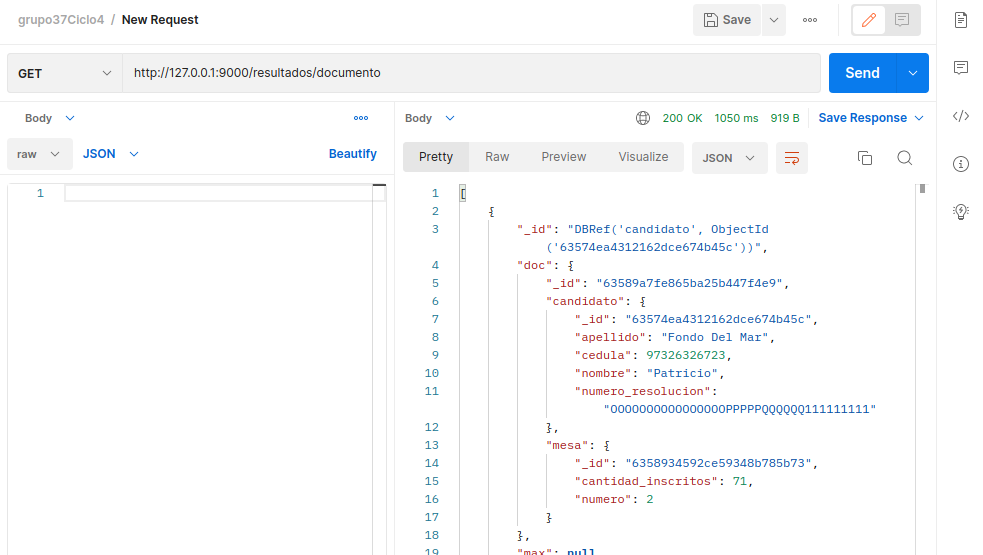 grupo37Ciclo4 / New Request
Save
GET
http://127.0.0.1:9000/resultados/documento
Send
Body
raw
JSON
Beautify
1
Body
200 OK 1050 ms 919 B Save Response
Pretty Raw Preview Visualize JSON
1 [
2 {
3 "_id": "DBRef('candidato', ObjectId
('63574ea4312162dce674b45c'))",
4 "doc": {
5 "_id": "63589a7fe865ba25b447f4e9",
6 "candidato": {
7 "_id": "63574ea4312162dce674b45c",
8 "apellido": "Fondo Del Mar",
9 "cedula": 97326326723,
10 "nombre": "Patricio",
11 "numero_resolucion":
"OOOOOOOOOOOOOOOOPPPPPQQQQQQ111111111"
12 },
13 "mesa": {
14 "_id": "6358934592ce59348b785b73",
15 "cantidad_inscritos": 71,
16 "numero": 2
17 }
18 },
19 "max": null